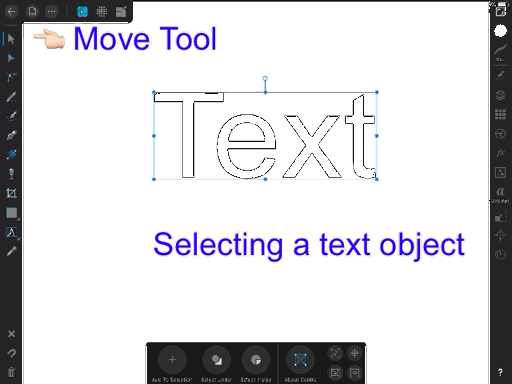 Move Tool
Text
Selecting a text object
Add To Selection Select Under Select Inside About Centre